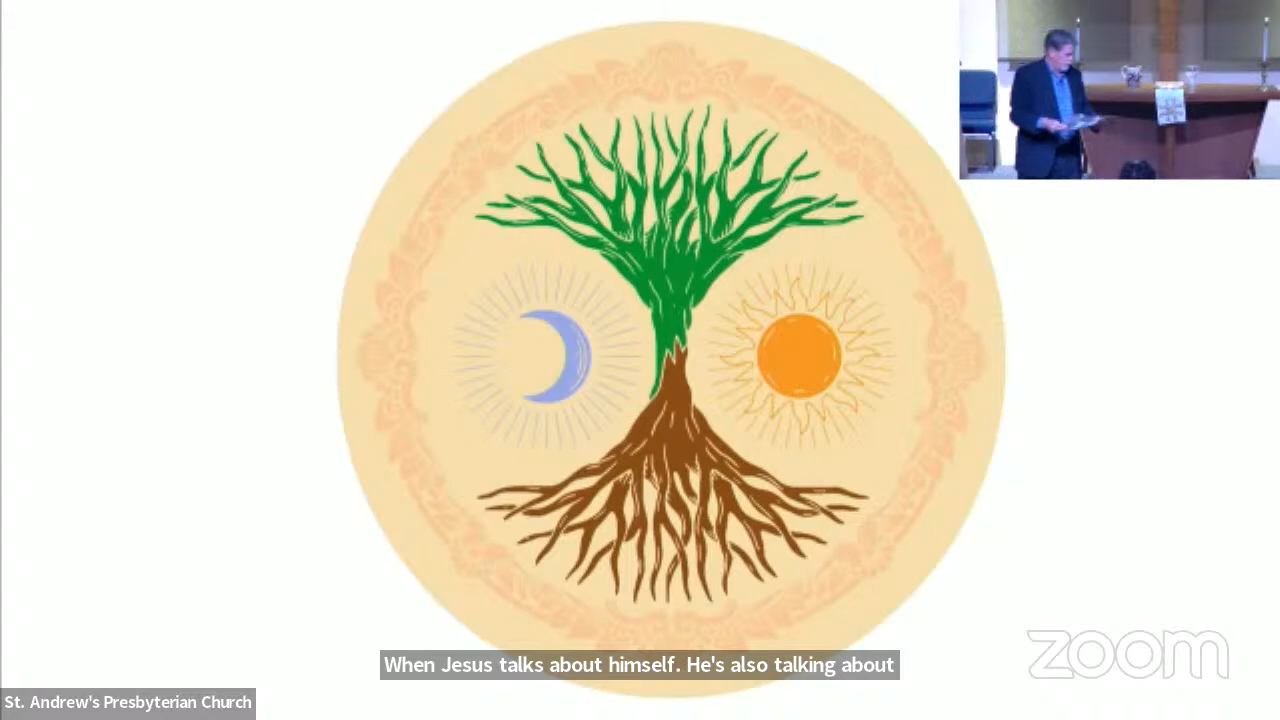 When Jesus talks about himself. He's also talking about
zoom
St. Andrew's Presbyterian Church